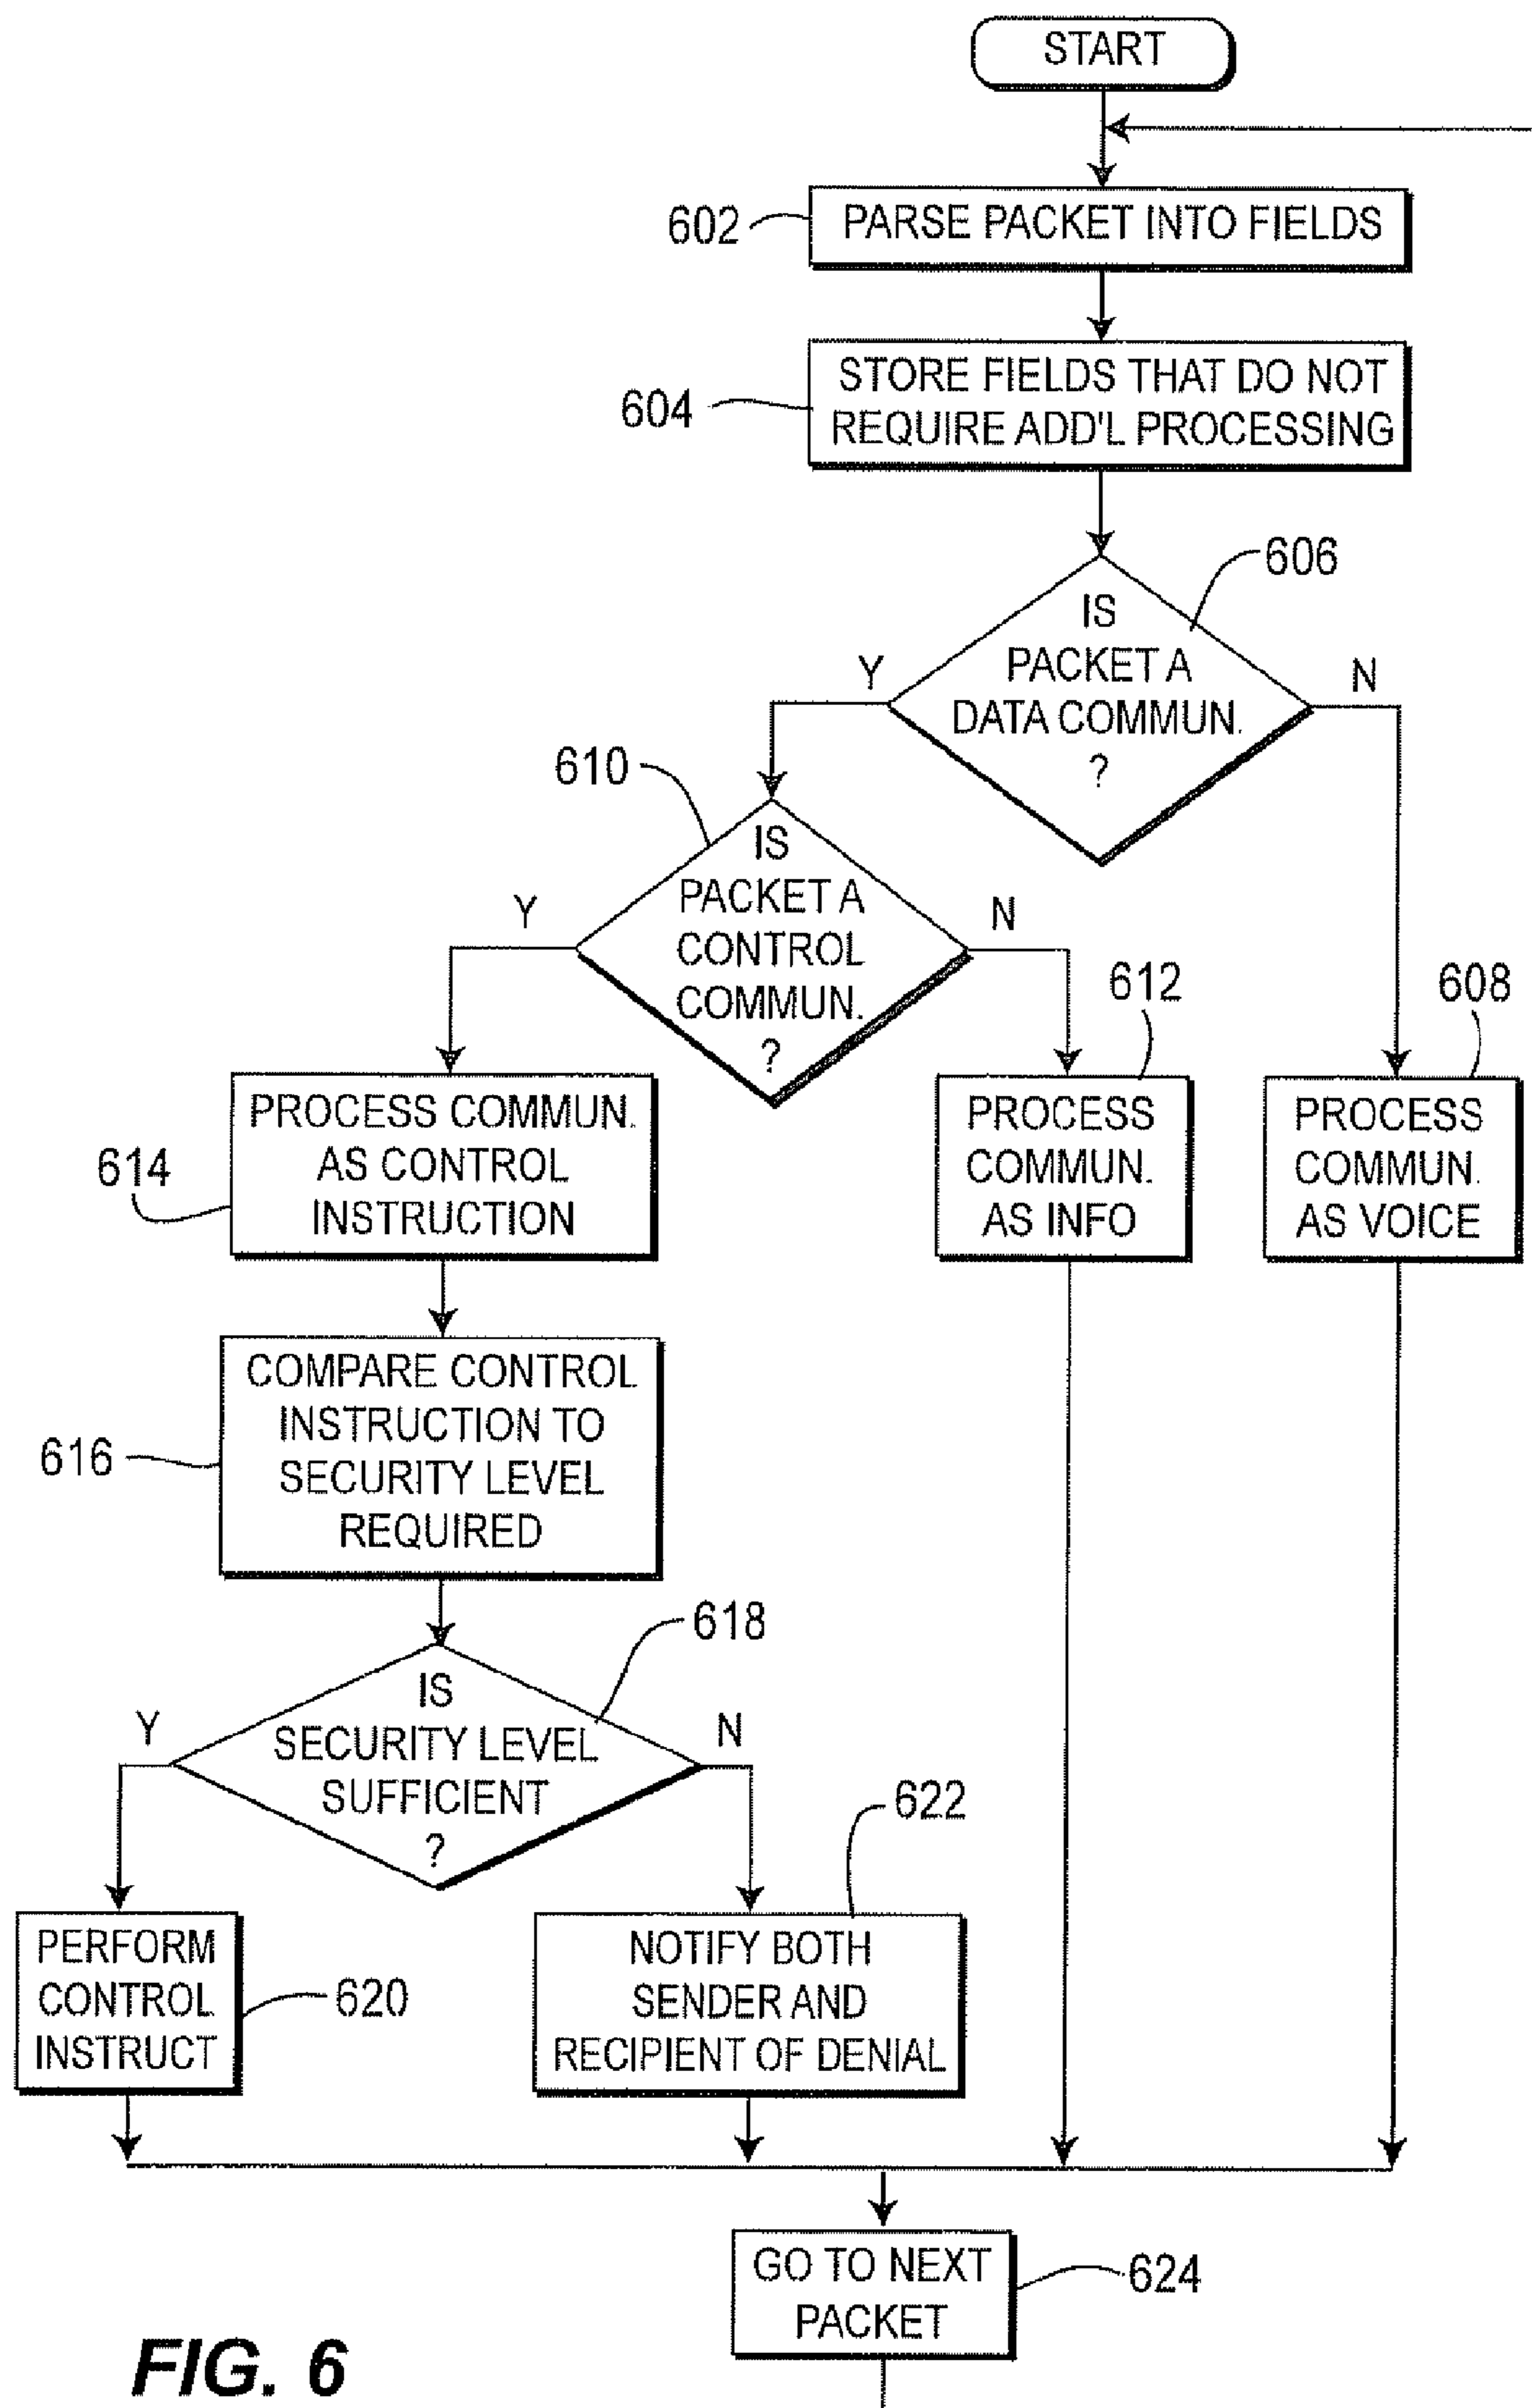 START
602
PARSE PACKET INTO FIELDS
604
STORE FIELDS THAT DO NOT
REQUIRE ADD'L PROCESSING
606
IS
PACKET A
DATA COMMUN.
?
Y
N
610
IS
PACKET A
CONTROL
COMMUN.
?
Y
N
612
608
614
PROCESS COMMUN.
AS CONTROL
INSTRUCTION
PROCESS
COMMUN.
AS INFO
PROCESS
COMMUN.
AS VOICE
616
COMPARE CONTROL
INSTRUCTION TO
SECURITY LEVEL
REQUIRED
618
IS
SECURITY LEVEL
SUFFICIENT
?
Y
N
622
PERFORM
CONTROL
INSTRUCT
620
NOTIFY BOTH
SENDER AND
RECIPIENT OF DENIAL
GO TO NEXT
PACKET
624
FIG. 6